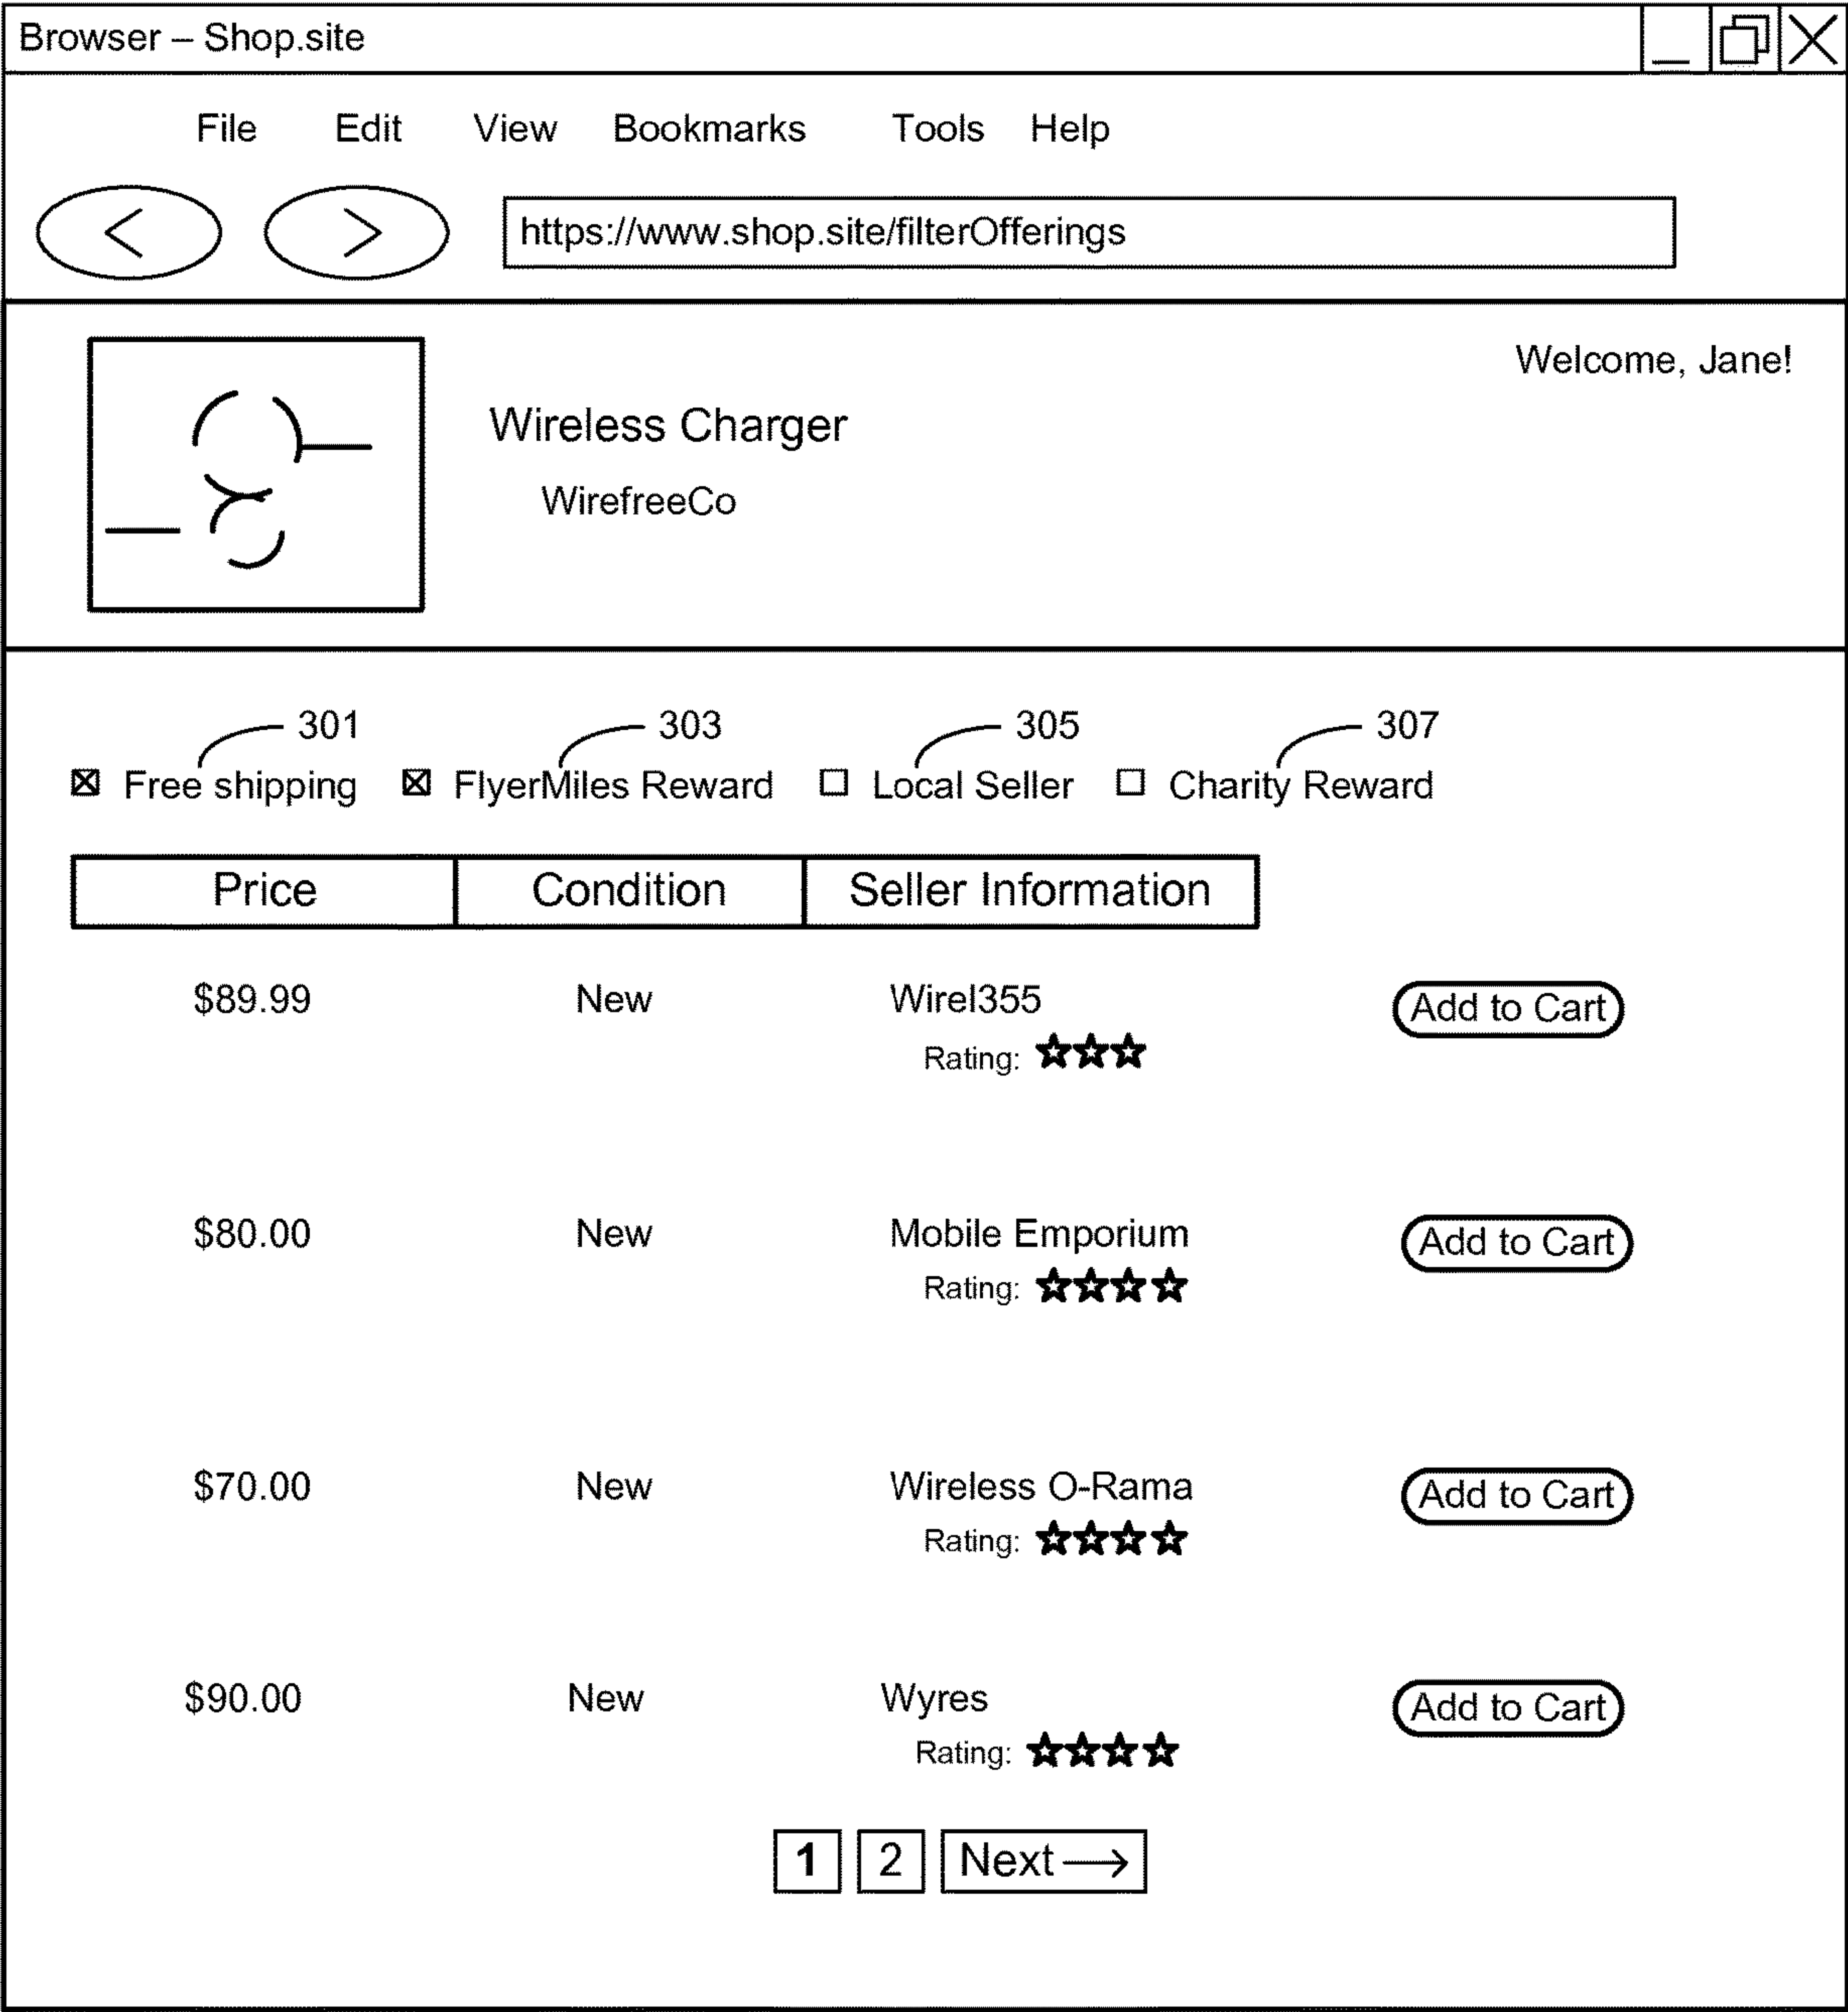 Browser – Shop.site
File Edit View Bookmarks Tools Help
https://www.shop.site/filterOfferings
Welcome, Jane!
Wireless Charger
WirefreeCo
301 303 305 307
Free shipping FlyerMiles Reward Local Seller Charity Reward
Price Condition Seller Information
$89.99 New Wirel355 Add to Cart
Rating:
$80.00 New Mobile Emporium Add to Cart
Rating:
$70.00 New Wireless O-Rama Add to Cart
Rating:
$90.00 New Wyres Add to Cart
Rating:
1 2 Next